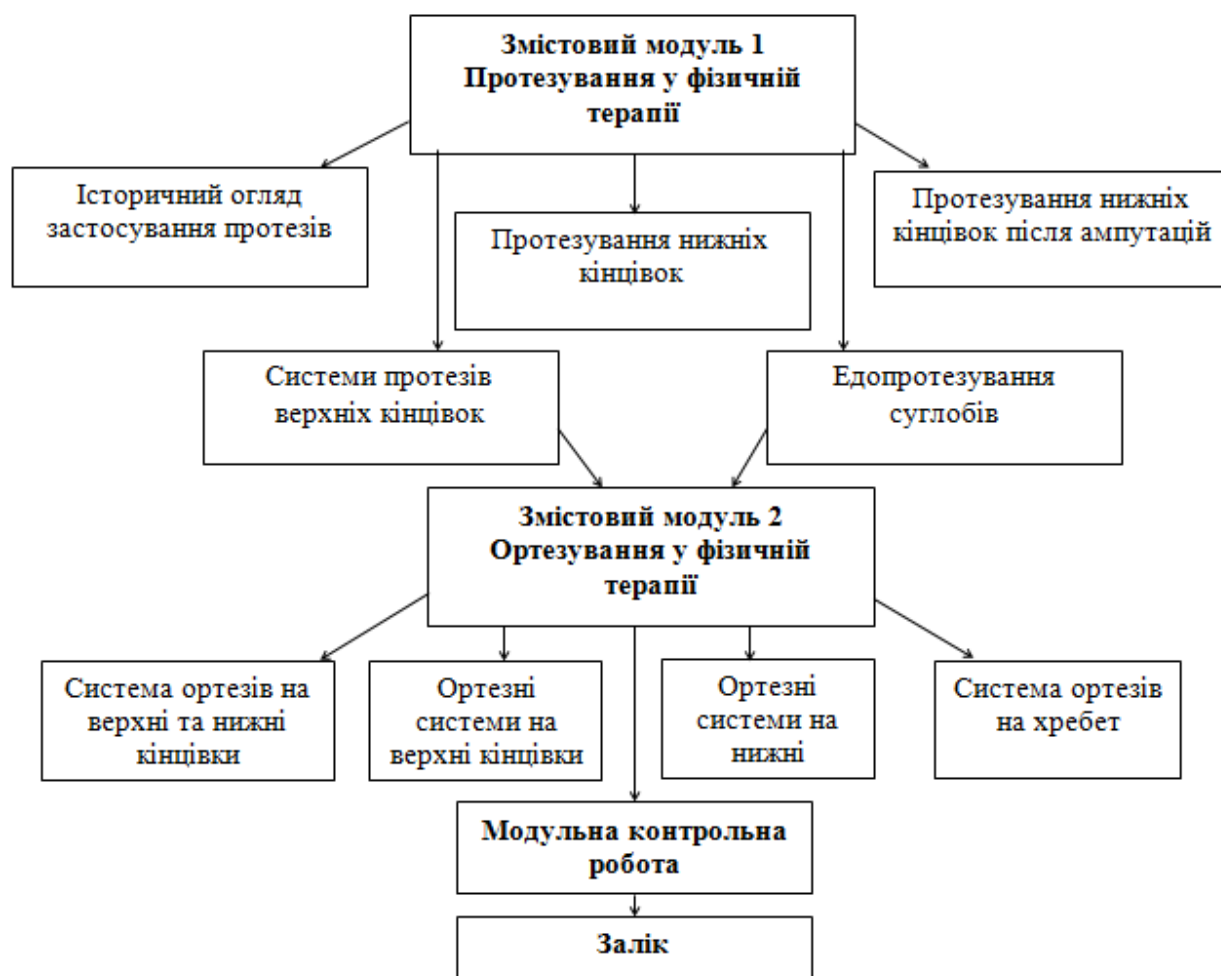 Змістовий модуль 1
Протезування у фізичній
терапії
Історичний огляд
застосування протезів
Протезування нижніх
кінцівок
Протезування нижніх
кінцівок після ампутацій
Системи протезів
верхніх кінцівок
Едопротезування
суглобів
Змістовий модуль 2
Ортезування у фізичній
терапії
Система ортезів на
верхні та нижні
кінцівки
Ортезні
системи на
верхні кінцівки
Ортезні
системи на
нижні
Система ортезів
на хребет
Модульна контрольна
робота
Залік